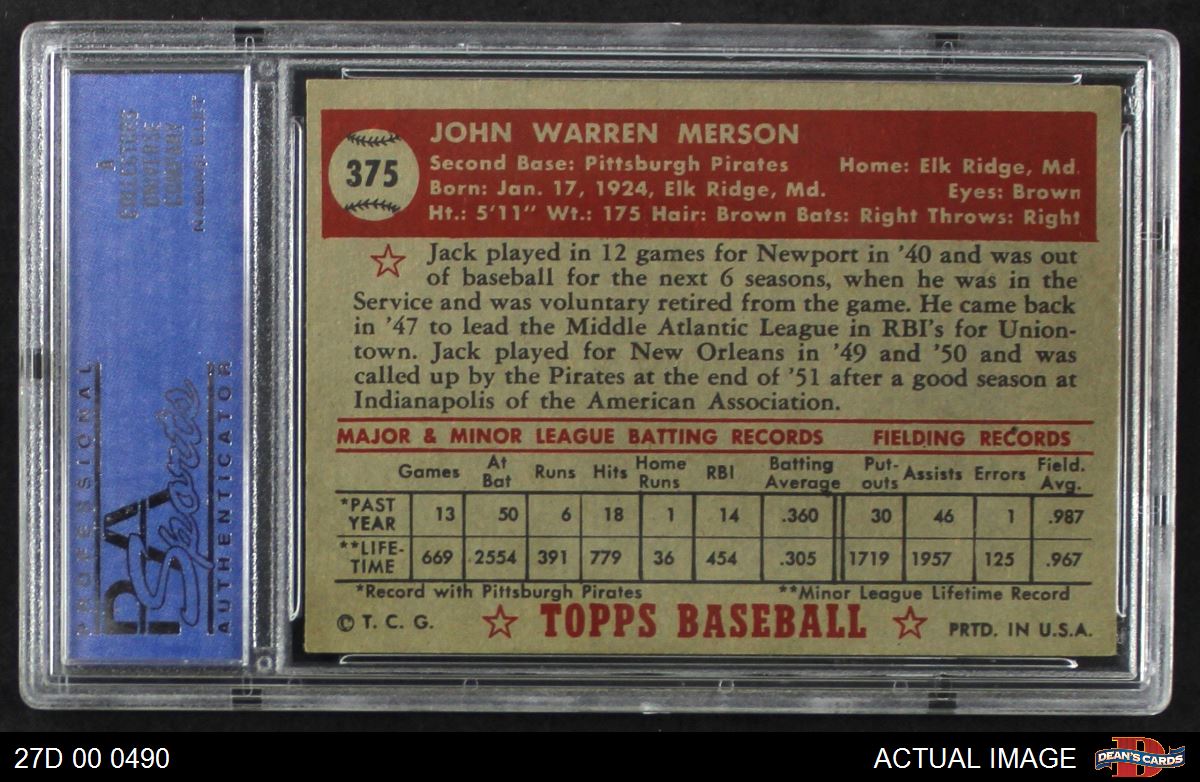 A
COLLECTORS
UNIVERSE
COMPANY
NASDAQ: CLCT
PSA
Sports
PROFESSIONAL
AUTHENTICATOR
375
JOHN WARREN MERSON
Second Base: Pittsburgh Pirates Home: Elk Ridge, Md.
Born: Jan. 17, 1924, Elk Ridge, Md. Eyes: Brown
Ht.: 5'11" Wt.: 175 Hair: Brown Bats: Right Throws: Right
Jack played in 12 games for Newport in '40 and was out
of baseball for the next 6 seasons, when he was in the
Service and was voluntary retired from the game. He came back
in '47 to lead the Middle Atlantic League in RBI's for Union-
town. Jack played for New Orleans in '49 and '50 and was
called up by the Pirates at the end of '51 after a good season at
Indianapolis of the American Association.
MAJOR & MINOR LEAGUE BATTING RECORDS FIELDING RECORDS
Games At Bat Runs Hits Home Runs RBI Batting Average Put-outs Assists Errors Field. Avg.
*PAST YEAR 13 50 6 18 1 14 .360 30 46 1 .987
**LIFE-TIME 669 2554 391 779 36 454 .305 1719 1957 125 .967
*Record with Pittsburgh Pirates **Minor League Lifetime Record
© T. C. G. TOPPS BASEBALL PRTD. IN U.S.A.
27D 00 0490 ACTUAL IMAGE DEAN'S CARDS